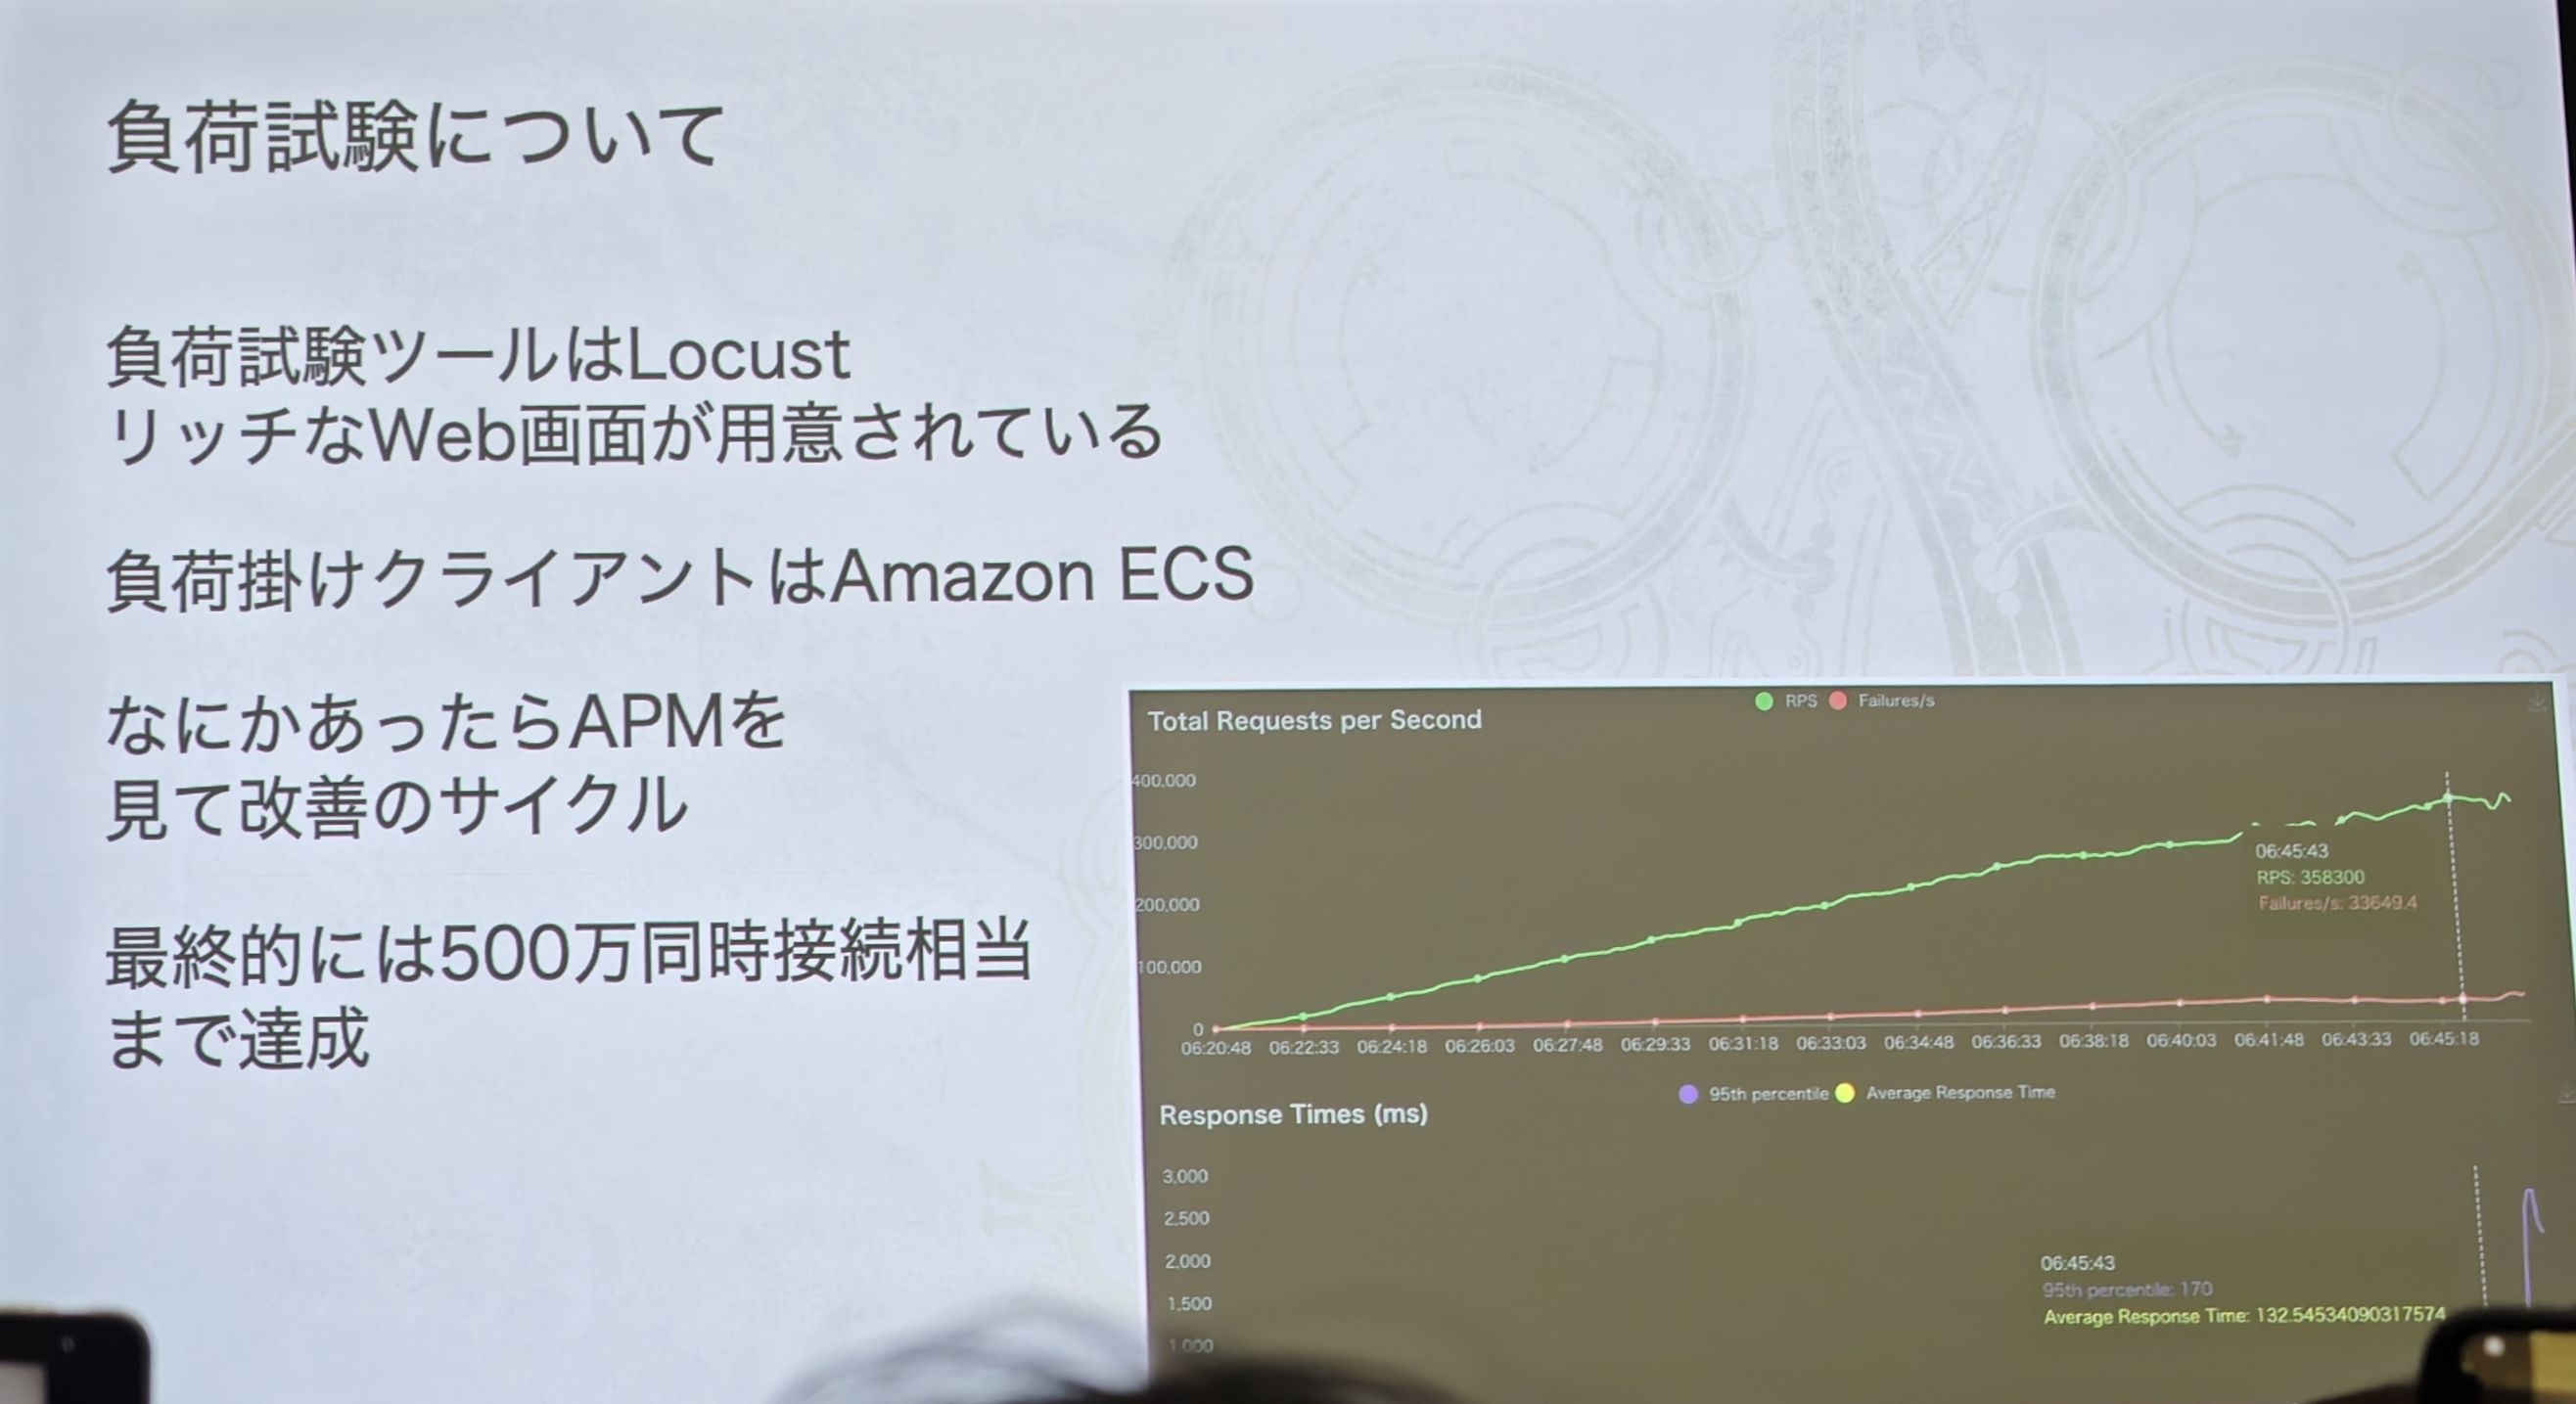 負荷試験について
負荷試験ツールはLocust
リッチなWeb画面が用意されている
負荷掛けクライアントはAmazon ECS
なにかあったらAPMを
見て改善のサイクル
最終的には500万同時接続相当
まで達成
Total Requests per Second
RPS Failures/s
400,000
300,000
200,000
100,000
0
06:45:43
RPS: 358300
Failures/s: 33649.4
06:20:48 06:22:33 06:24:18 06:26:03 06:27:48 06:29:33 06:31:18 06:33:03 06:34:48 06:36:33 06:38:18 06:40:03 06:41:48 06:43:33 06:45:18
95th percentile Average Response Time
Response Times (ms)
3,000
2,500
2,000
1,500
1,000
06:45:43
95th percentile: 170
Average Response Time: 132.54534090317574